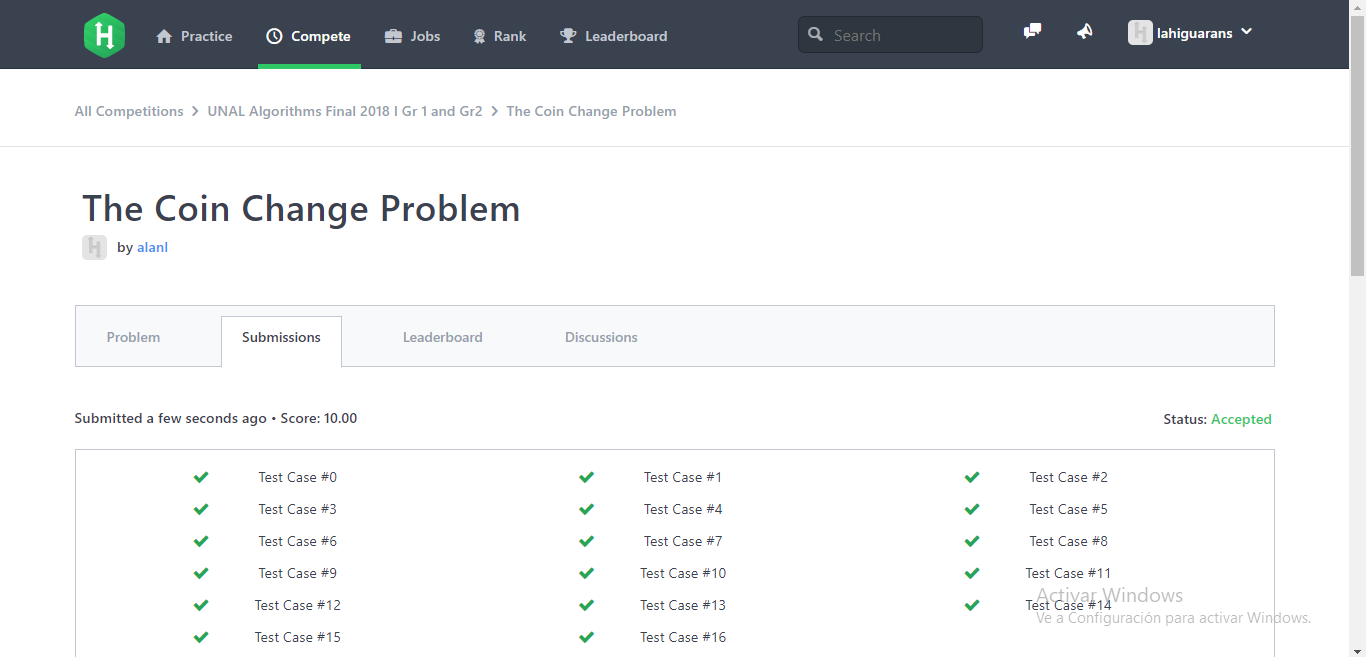 H Practice Compete Jobs Rank Leaderboard Search lahiguarans
All Competitions > UNAL Algorithms Final 2018 I Gr 1 and Gr2 > The Coin Change Problem
The Coin Change Problem
by alanl
Problem Submissions Leaderboard Discussions
Submitted a few seconds ago • Score: 10.00 Status: Accepted
Test Case #0 Test Case #1 Test Case #2
Test Case #3 Test Case #4 Test Case #5
Test Case #6 Test Case #7 Test Case #8
Test Case #9 Test Case #10 Test Case #11
Test Case #12 Test Case #13 Test Case #14
Test Case #15 Test Case #16
Activar Windows
Ve a Configuración para activar Windows.